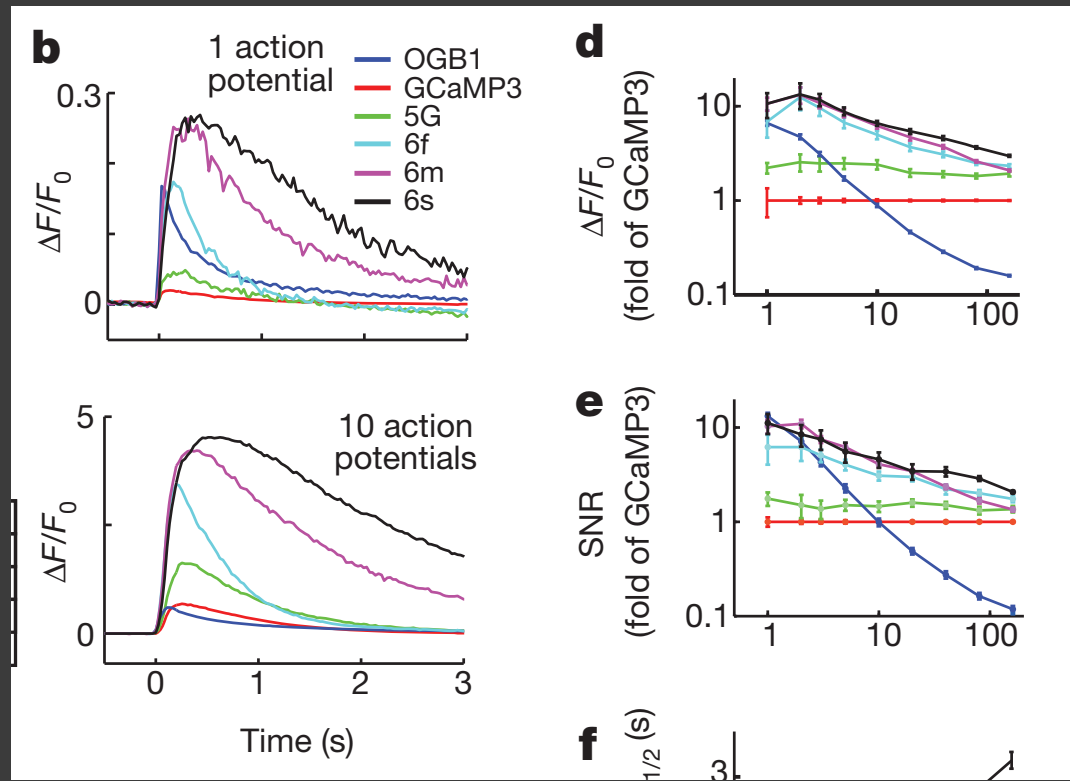 b
1 action
potential
OGB1
GCaMP3
5G
6f
6m
6s
0.3
0
ΔF/F0
10 action
potentials
5
0
ΔF/F0
0 1 2 3
Time (s)
d
ΔF/F0
(fold of GCaMP3)
10
1
0.1
1 10 100
e
SNR
(fold of GCaMP3)
10
1
0.1
1 10 100
f
1/2 (s)
3